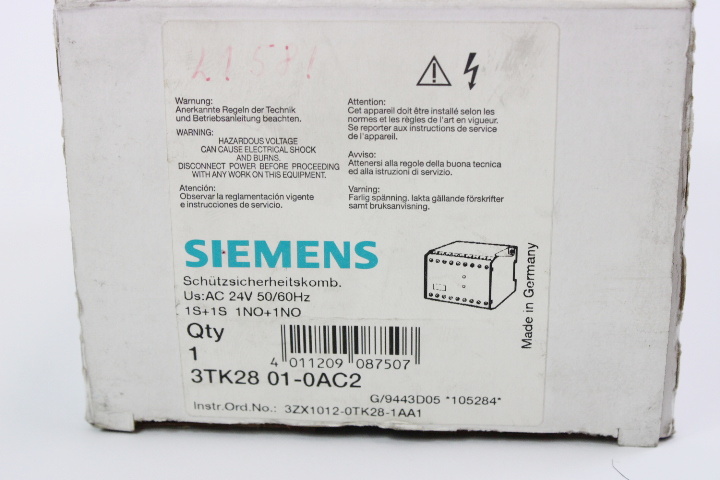 21571
Warnung:
Anerkannte Regeln der Technik
und Betriebsanleitung beachten.
WARNING:
HAZARDOUS VOLTAGE
CAN CAUSE ELECTRICAL SHOCK
AND BURNS.
DISCONNECT POWER BEFORE PROCEEDING
WITH ANY WORK ON THIS EQUIPMENT.
Atención:
Observar la reglamentación vigente
e instrucciones de servicio.
Attention:
Cet appareil doit être installé selon les
normes et les règles de l'art en vigueur.
Se reporter aux instructions de service
de l'appareil.
Avviso:
Attenersi alla regole della buona tecnica
ed alla istruzioni di servizio.
Varning:
Farlig spänning. Iakta gällande förskrifter
samt bruksanvisning.
SIEMENS
Schützsicherheitskomb.
Us:AC 24V 50/60Hz
1S+1S 1NO+1NO
Made in Germany
Qty
1
4 011209 087507
3TK28 01-0AC2
G/9443D05 *105284*
Instr.Ord.No.: 3ZX1012-0TK28-1AA1